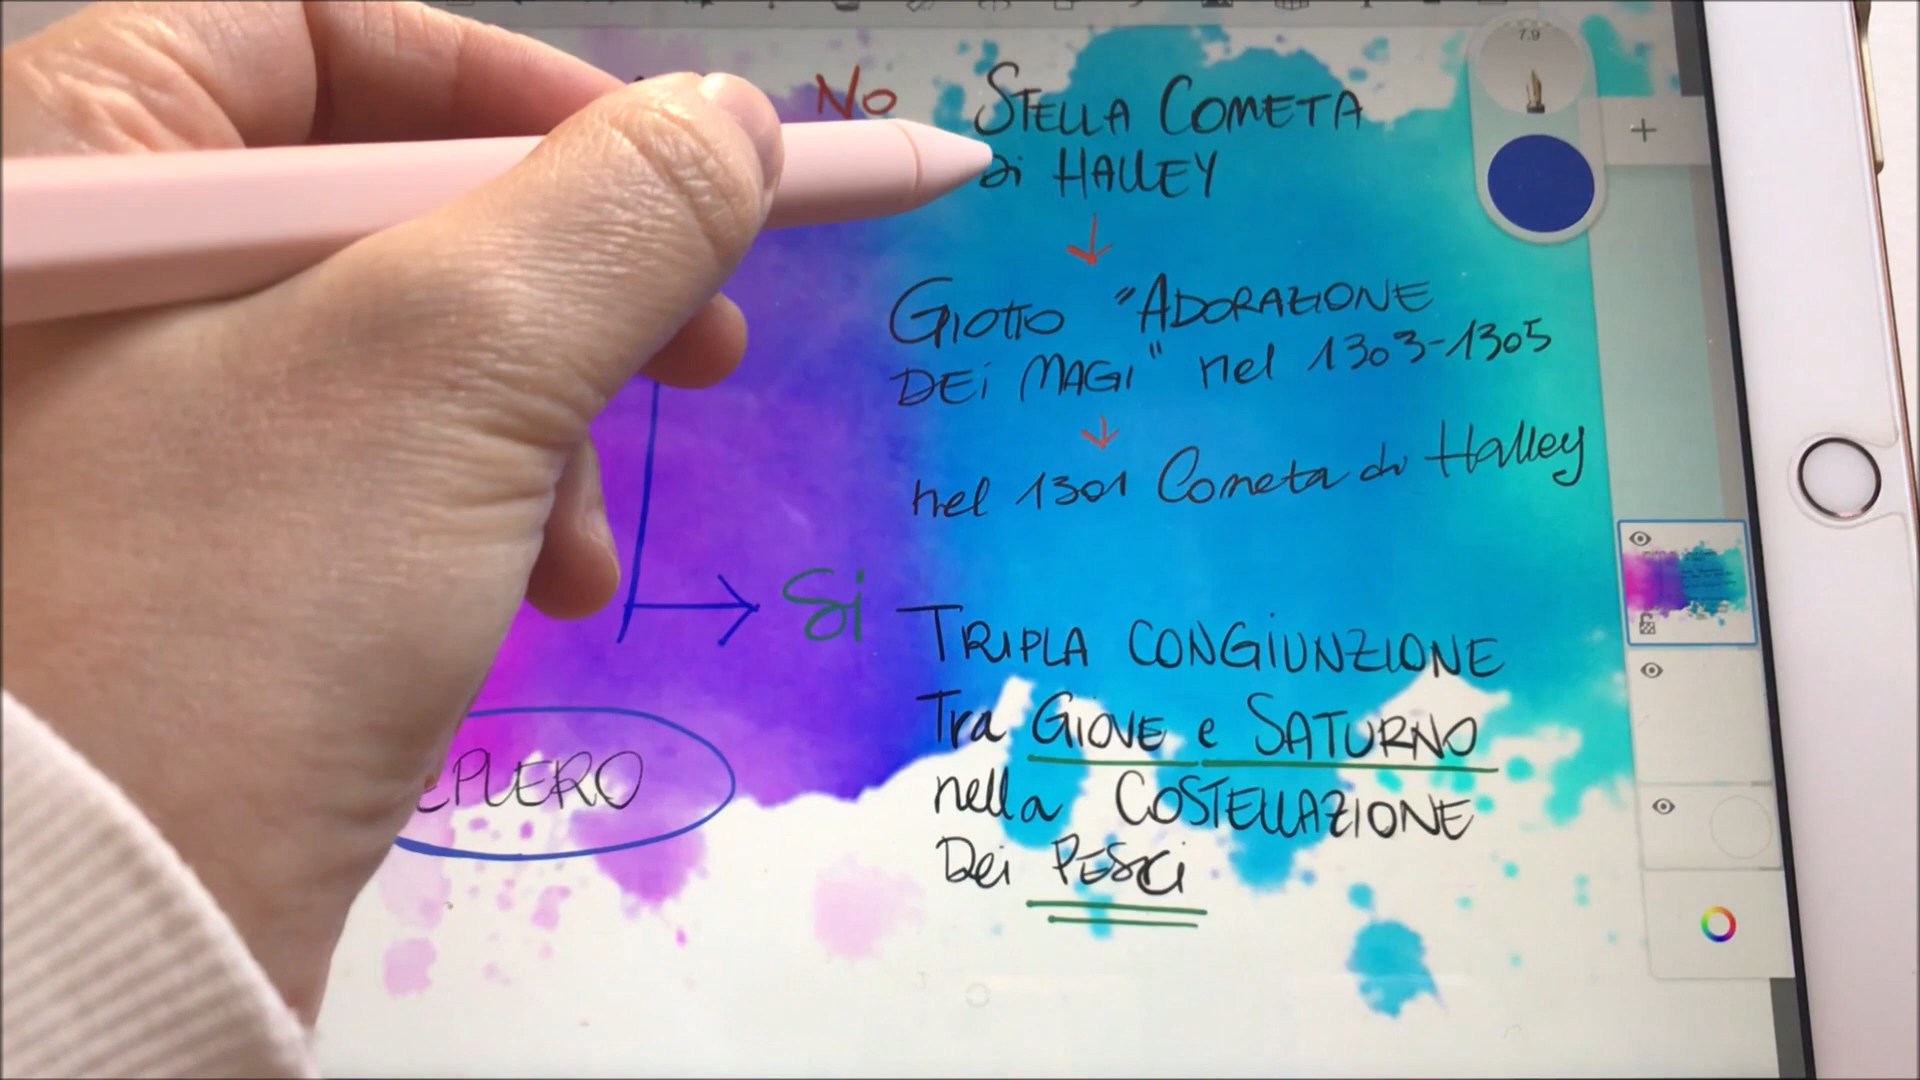 7.9
No STELLA COMETA
di HALLEY
GIOTTO "ADORAZIONE
DEI MAGI" nel 1303-1305
nel 1301 Cometa di Halley
Si TRIPLA CONGIUNZIONE
Tra GIOVE e SATURNO
nella COSTELLAZIONE
DEi PESCI
EPLERO